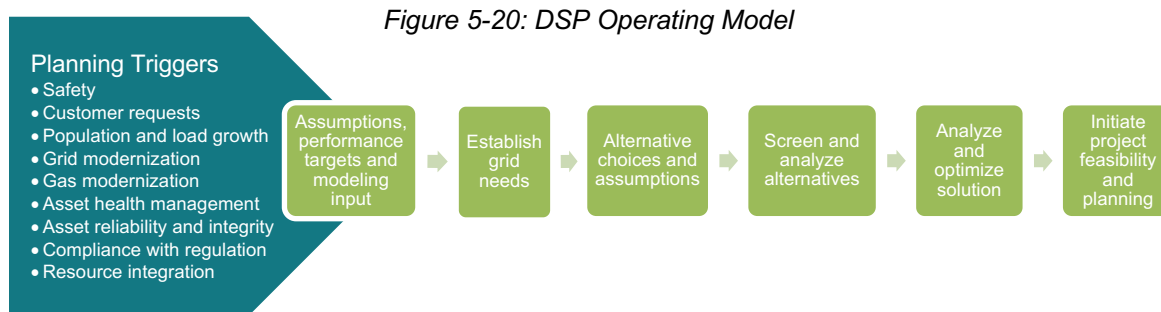 Figure 5-20: DSP Operating Model
Planning Triggers
• Safety
• Customer requests
• Population and load growth
• Grid modernization
• Gas modernization
• Asset health management
• Asset reliability and integrity
• Compliance with regulation
• Resource integration
Assumptions,
performance
targets and
modeling
input
Establish
grid
needs
Alternative
choices and
assumptions
Screen and
analyze
alternatives
Analyze
and
optimize
solution
Initiate
project
feasibility
and
planning